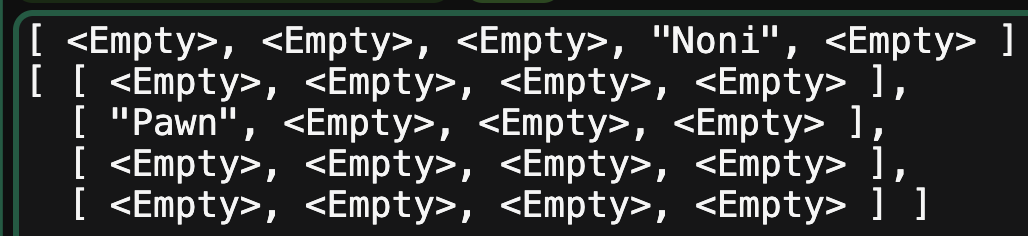 [ <Empty>, <Empty>, <Empty>, "Noni", <Empty> ]
[ [ <Empty>, <Empty>, <Empty>, <Empty> ],
[ "Pawn", <Empty>, <Empty>, <Empty> ],
[ <Empty>, <Empty>, <Empty>, <Empty> ],
[ <Empty>, <Empty>, <Empty>, <Empty> ] ]